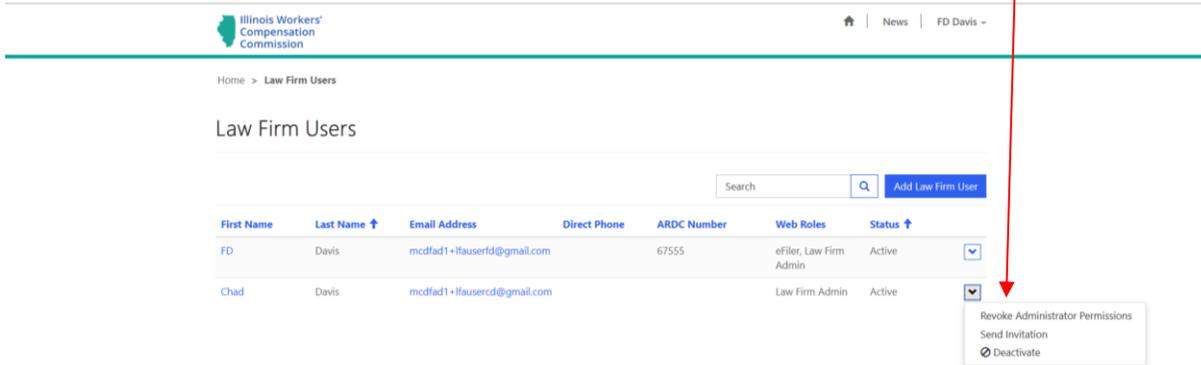 Illinois Workers'
Compensation
Commission
News
FD Davis
Home > Law Firm Users
Law Firm Users
Search
Add Law Firm User
First Name Last Name Email Address Direct Phone ARDC Number Web Roles Status
FD Davis mcdfad1+lfauserfd@gmail.com 67555 eFiler, Law Firm Admin Active
Chad Davis mcdfad1+lfausercd@gmail.com Law Firm Admin Active
Revoke Administrator Permissions
Send Invitation
Deactivate